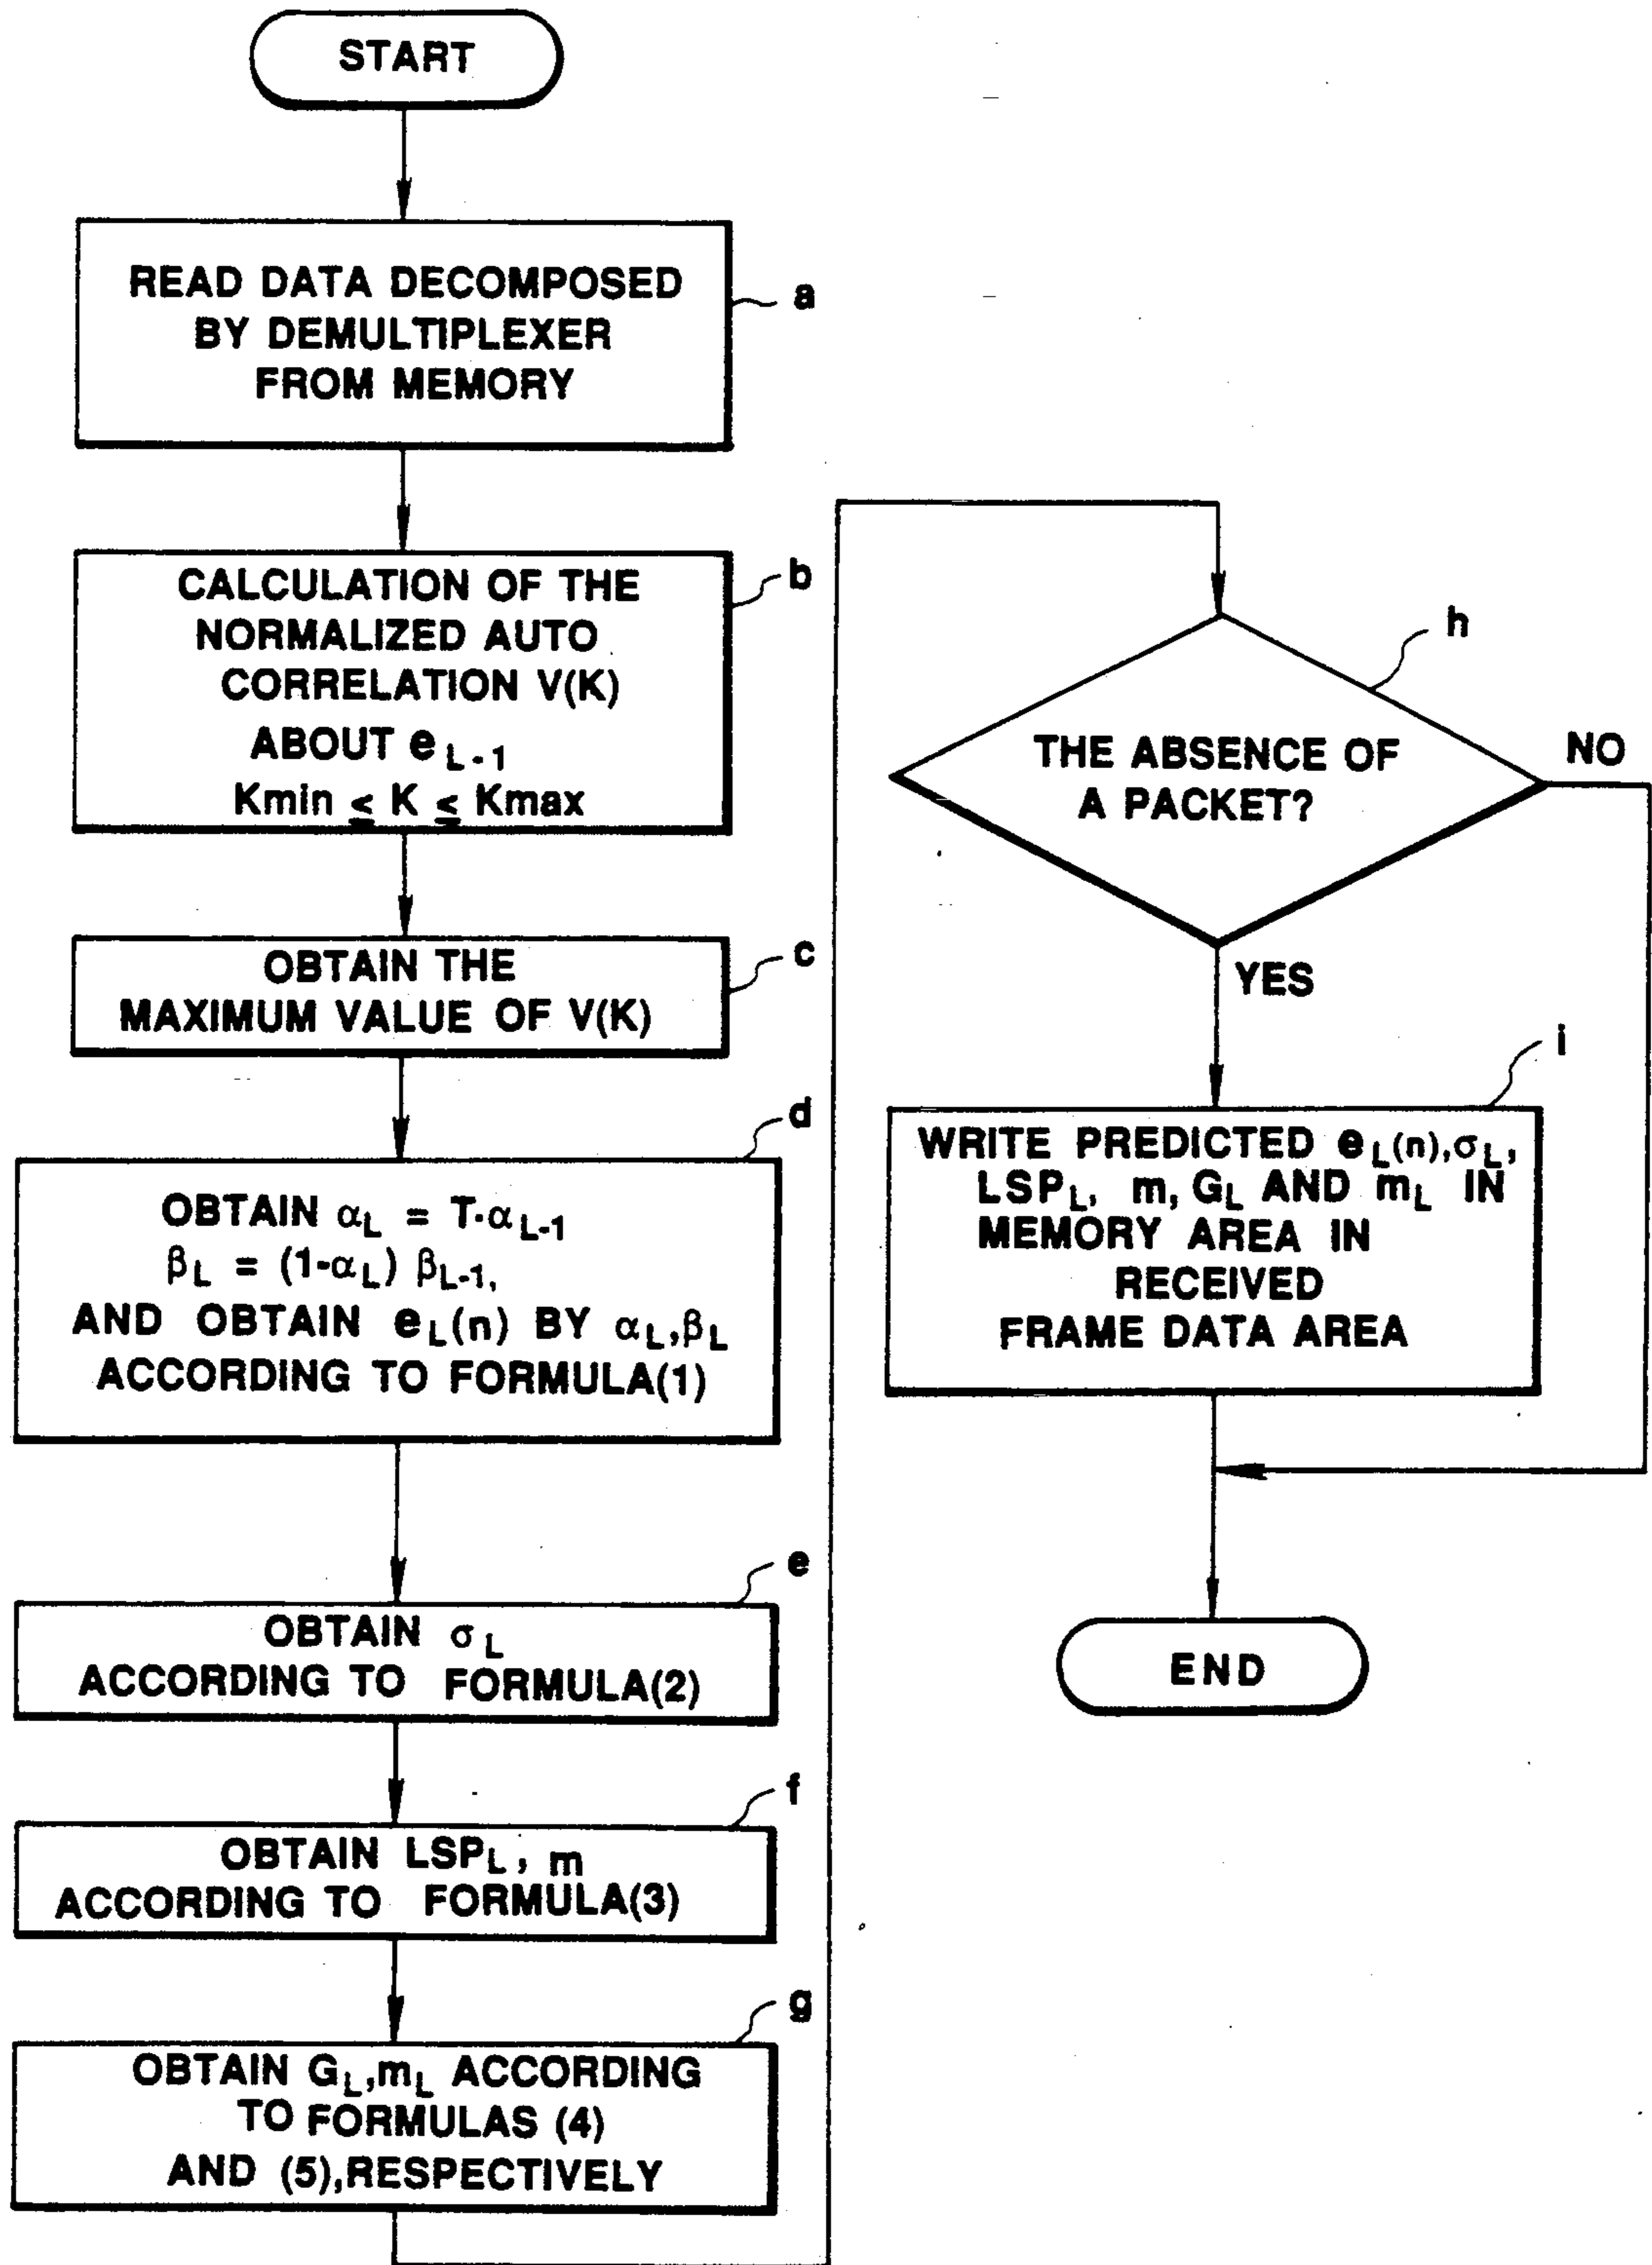 START
READ DATA DECOMPOSED
BY DEMULTIPLEXER
FROM MEMORY
a
CALCULATION OF THE
NORMALIZED AUTO
CORRELATION V(K)
ABOUT e L-1
Kmin ≤ K ≤ Kmax
b
OBTAIN THE
MAXIMUM VALUE OF V(K)
c
OBTAIN αL = T·αL-1
βL = (1-αL) βL-1,
AND OBTAIN eL(n) BY αL,βL
ACCORDING TO FORMULA(1)
d
OBTAIN σL
ACCORDING TO FORMULA(2)
e
OBTAIN LSPL, m
ACCORDING TO FORMULA(3)
f
OBTAIN GL,mL ACCORDING
TO FORMULAS (4)
AND (5),RESPECTIVELY
g
THE ABSENCE OF
A PACKET?
h
NO
YES
WRITE PREDICTED eL(n),σL,
LSPL, m, GL AND mL IN
MEMORY AREA IN
RECEIVED
FRAME DATA AREA
i
END